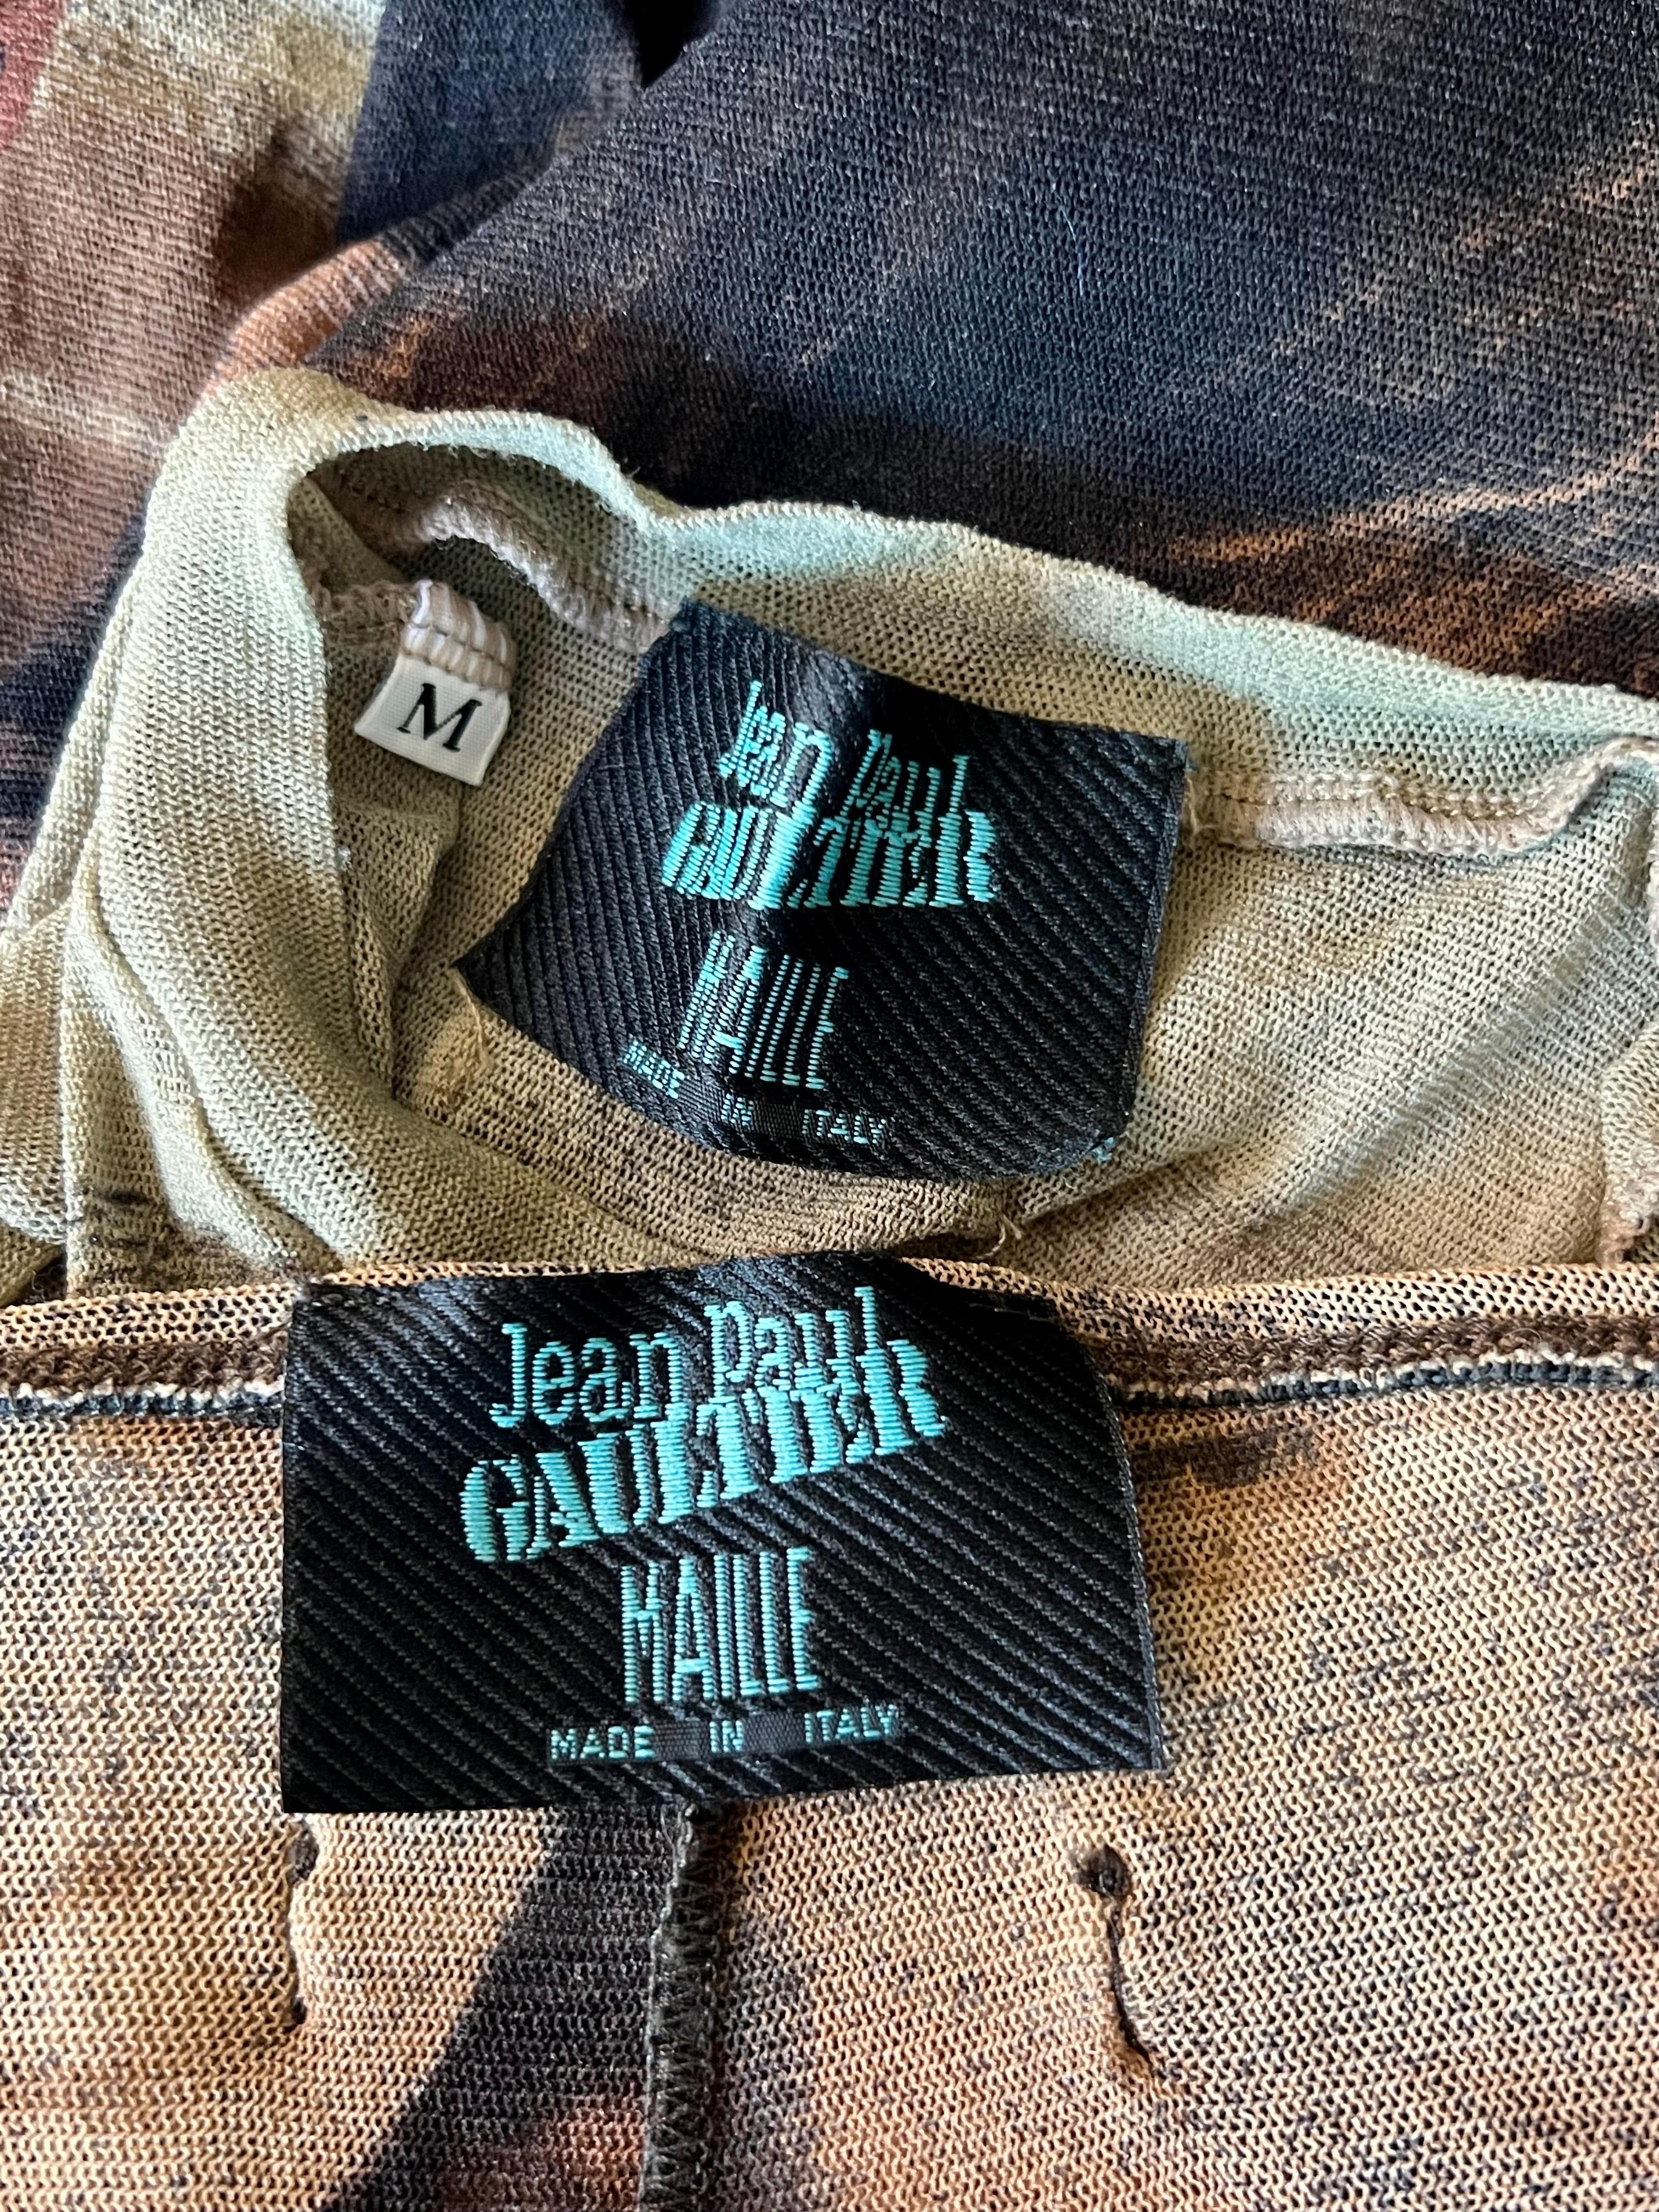 M
Jean Paul
GAULTIER
MAILLE
MADE IN ITALY
Jean Paul
GAULTIER
MAILLE
MADE IN ITALY